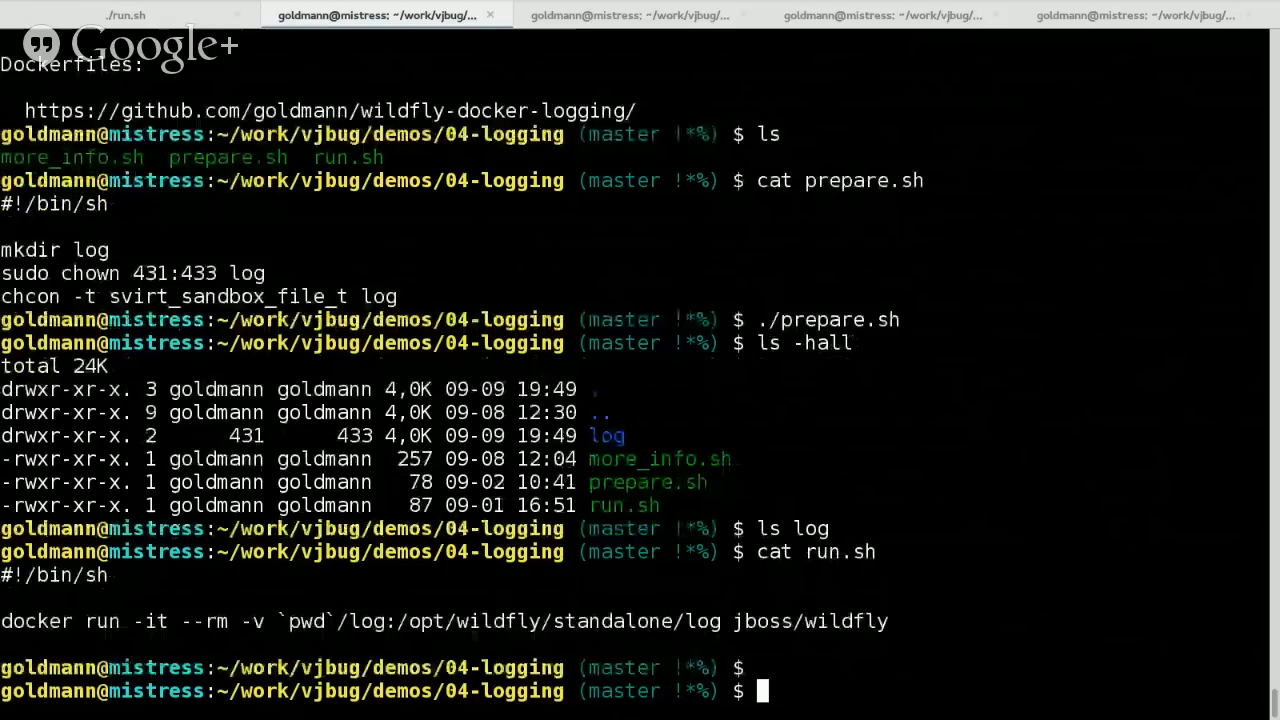 ./run.sh
goldmann@mistress: ~/work/vjbug/... ×
goldmann@mistress: ~/work/vjbug/...
goldmann@mistress: ~/work/vjbug/...
goldmann@mistress: ~/work/vjbug/...
Google+
Dockerfiles:
https://github.com/goldmann/wildfly-docker-logging/
goldmann@mistress:~/work/vjbug/demos/04-logging (master !*%) $ ls
more_info.sh prepare.sh run.sh
goldmann@mistress:~/work/vjbug/demos/04-logging (master !*%) $ cat prepare.sh
#!/bin/sh
mkdir log
sudo chown 431:433 log
chcon -t svirt_sandbox_file_t log
goldmann@mistress:~/work/vjbug/demos/04-logging (master !*%) $ ./prepare.sh
goldmann@mistress:~/work/vjbug/demos/04-logging (master !*%) $ ls -hall
total 24K
drwxr-xr-x. 3 goldmann goldmann 4,0K 09-09 19:49 .
drwxr-xr-x. 9 goldmann goldmann 4,0K 09-08 12:30 ..
drwxr-xr-x. 2 431 433 4,0K 09-09 19:49 log
-rwxr-xr-x. 1 goldmann goldmann 257 09-08 12:04 more_info.sh
-rwxr-xr-x. 1 goldmann goldmann 78 09-02 10:41 prepare.sh
-rwxr-xr-x. 1 goldmann goldmann 87 09-01 16:51 run.sh
goldmann@mistress:~/work/vjbug/demos/04-logging (master !*%) $ ls log
goldmann@mistress:~/work/vjbug/demos/04-logging (master !*%) $ cat run.sh
#!/bin/sh
docker run -it --rm -v `pwd`/log:/opt/wildfly/standalone/log jboss/wildfly
goldmann@mistress:~/work/vjbug/demos/04-logging (master !*%) $
goldmann@mistress:~/work/vjbug/demos/04-logging (master !*%) $